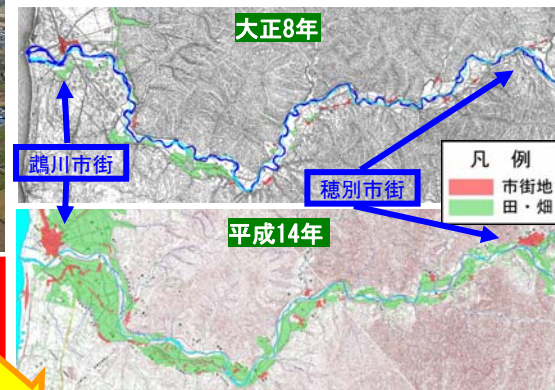 大正8年
鵡川市街
穂別市街
凡 例
市街地
田・畑
平成14年